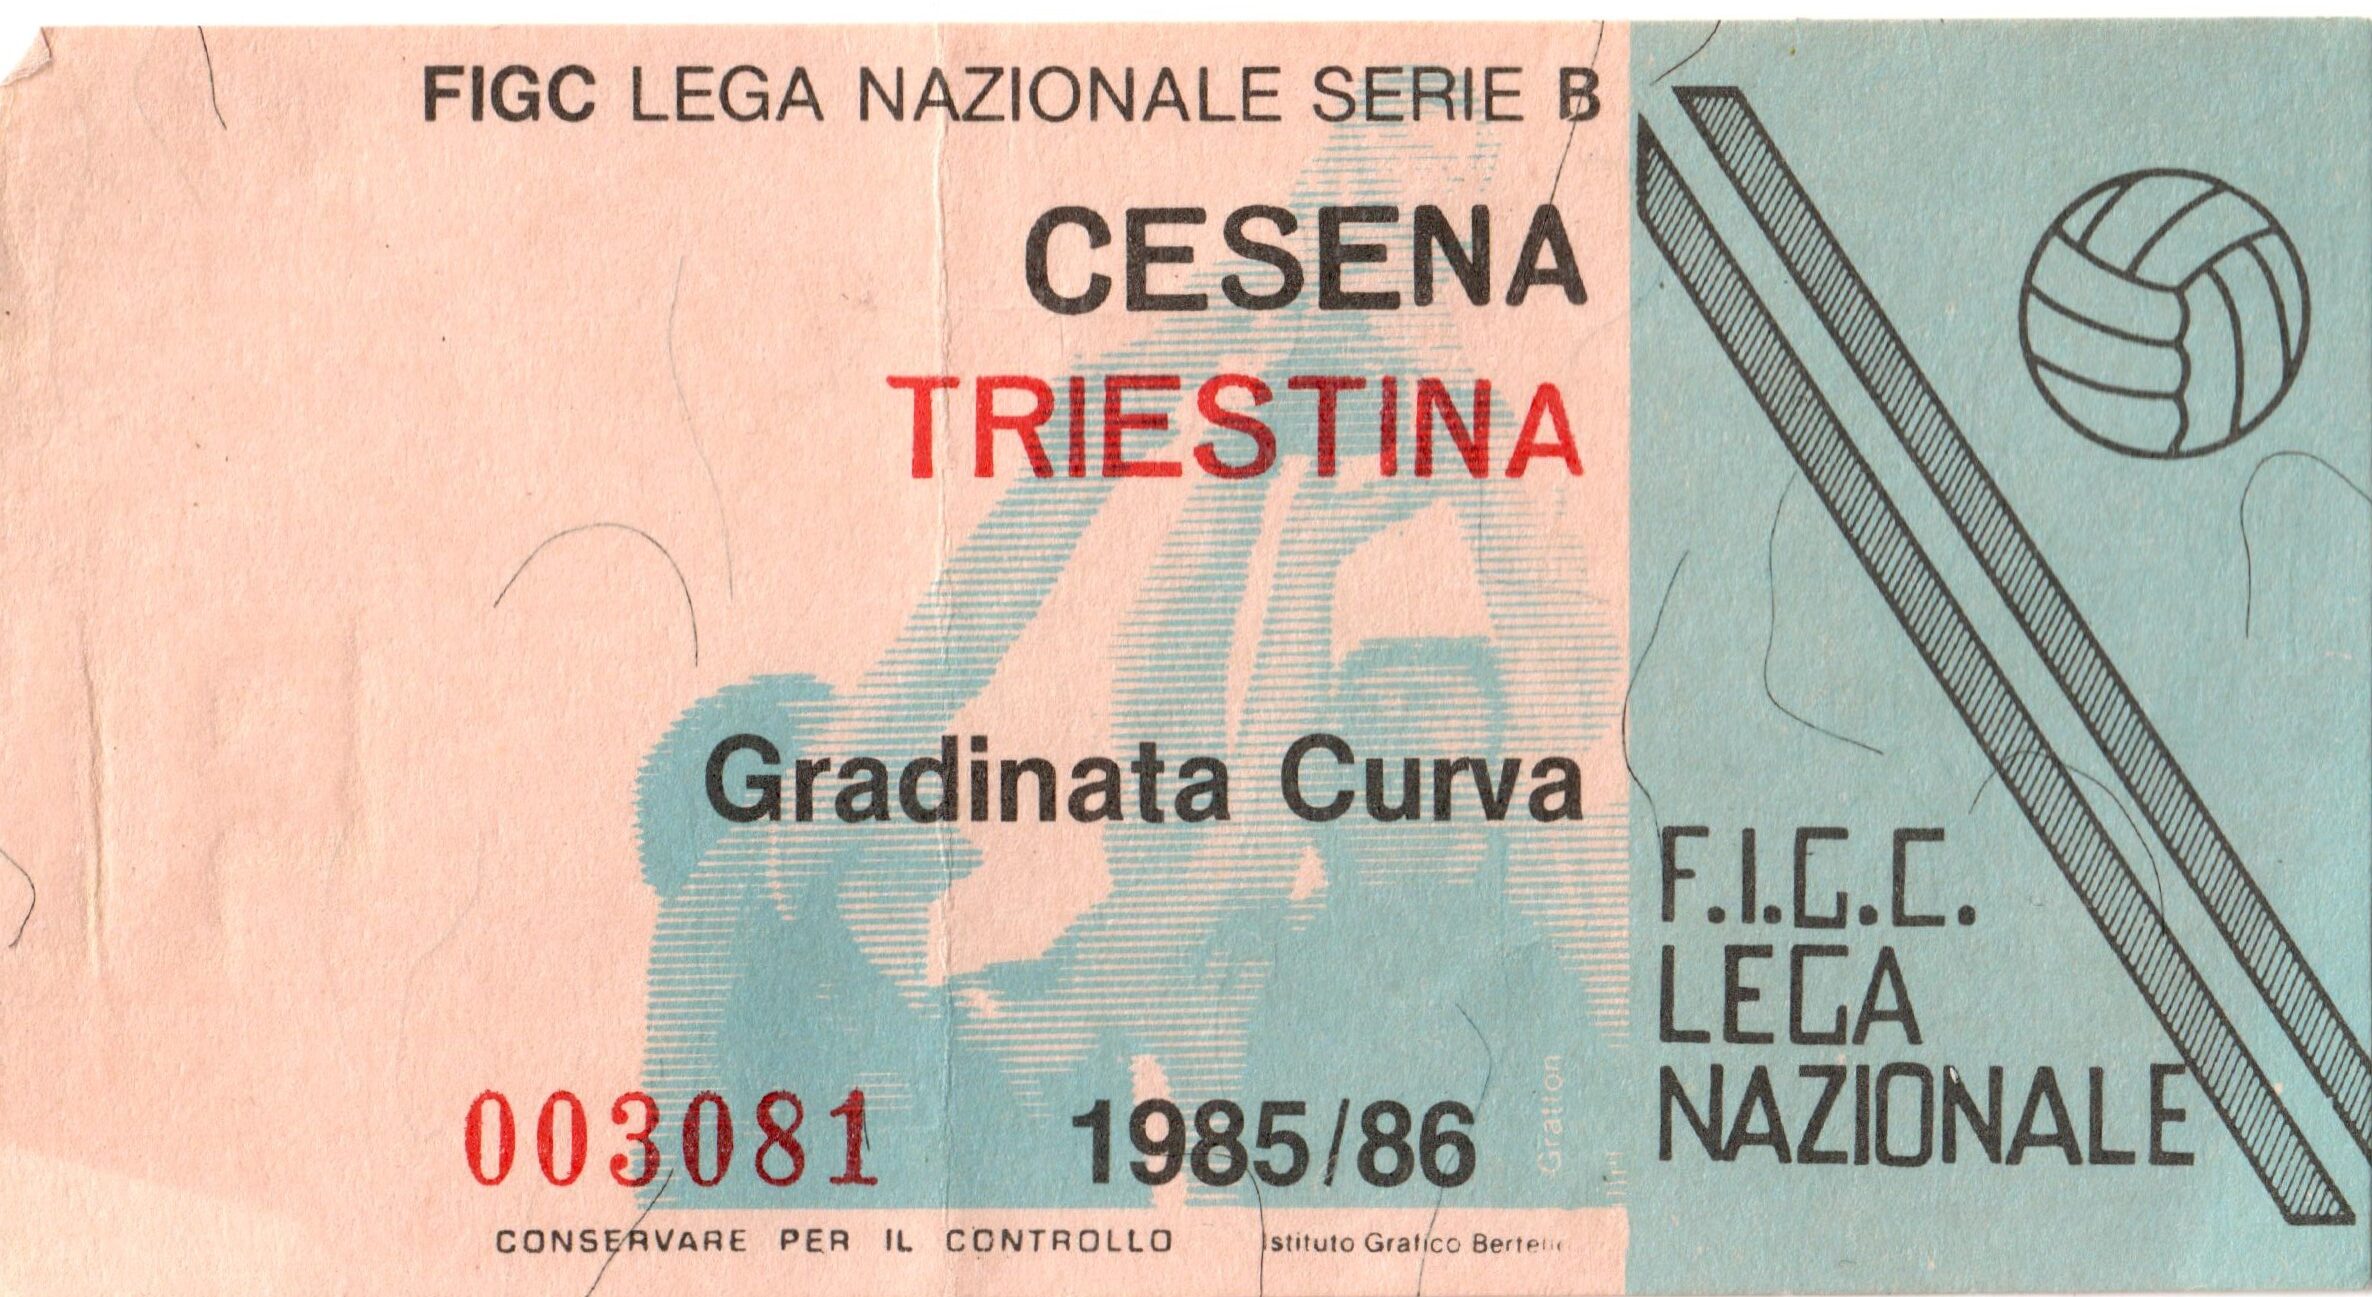 FIGC LEGA NAZIONALE SERIE B
CESENA
TRIESTINA
Gradinata Curva
003081 1985/86
Gratton
CONSERVARE PER IL CONTROLLO
Istituto Grafico
F.I.G.C.
LEGA
NAZIONALE